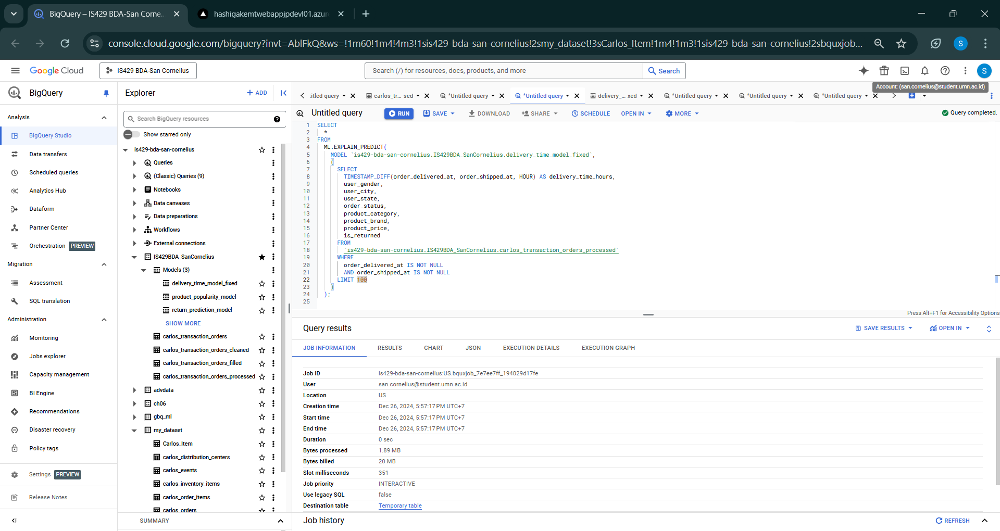 BigQuery – IS429 BDA-San Corne..
hashigakemtwebappjpdevl01.azur
console.cloud.google.com/bigquery?invt=AblFkQ&ws=!1m60!1m4!4m3!1sis429-bda-san-cornelius!2smy_dataset!3sCarlos_Item!1m4!1m3!1sis429-bda-san-cornelius!2sbquxjob...
S
Google Cloud
IS429 BDA-San Cornelius
Search (/) for resources, docs, products, and more
Search
S
Account: (san.cornelius@student.umn.ac.id)
BigQuery
Analysis
BigQuery Studio
Data transfers
Scheduled queries
Analytics Hub
Dataform
Partner Center
Orchestration PREVIEW
Migration
Assessment
SQL translation
Administration
Monitoring
Jobs explorer
Capacity management
BI Engine
Recommendations
Disaster recovery
Policy tags
Settings PREVIEW
Release Notes
Explorer
+ ADD
Search BigQuery resources
Show starred only
is429-bda-san-cornelius
Queries
(Classic) Queries (9)
Notebooks
Data canvases
Data preparations
Workflows
External connections
IS429BDA_SanCornelius
Models (3)
delivery_time_model_fixed
product_popularity_model
return_prediction_model
SHOW MORE
carlos_transaction_orders
carlos_transaction_orders_cleaned
carlos_transaction_orders_filled
carlos_transaction_orders_processed
advdata
ch06
gbq_ml
my_dataset
Carlos_Item
carlos_distribution_centers
carlos_events
carlos_inventory_items
carlos_order_items
carlos_orders
SUMMARY
:itled query
carlos_tr... sed
*Untitled query
*Untitled query
delivery_... xed
*Untitled query
*Untitled query
*Untitled query
Untitled query
RUN
SAVE
DOWNLOAD
SHARE
SCHEDULE
OPEN IN
MORE
Query completed.
1 SELECT
2 *
3 FROM
4 ML.EXPLAIN_PREDICT(
5 MODEL `is429-bda-san-cornelius.IS429BDA_SanCornelius.delivery_time_model_fixed`,
6 (
7 SELECT
8 TIMESTAMP_DIFF(order_delivered_at, order_shipped_at, HOUR) AS delivery_time_hours,
9 user_gender,
10 user_city,
11 user_state,
12 order_status,
13 product_category,
14 product_brand,
15 product_price,
16 is_returned
17 FROM
18 `is429-bda-san-cornelius.IS429BDA_SanCornelius.carlos_transaction_orders_processed`
19 WHERE
20 order_delivered_at IS NOT NULL
21 AND order_shipped_at IS NOT NULL
22 LIMIT 100
23 )
24 );
25
Press Alt+F1 for Accessibility Options
Query results
SAVE RESULTS
OPEN IN
JOB INFORMATION
RESULTS
CHART
JSON
EXECUTION DETAILS
EXECUTION GRAPH
Job ID is429-bda-san-cornelius:US.bquxjob_7e7ee7ff_194029d17fe
User san.cornelius@student.umn.ac.id
Location US
Creation time Dec 26, 2024, 5:57:17 PM UTC+7
Start time Dec 26, 2024, 5:57:17 PM UTC+7
End time Dec 26, 2024, 5:57:17 PM UTC+7
Duration 0 sec
Bytes processed 1.89 MB
Bytes billed 20 MB
Slot milliseconds 351
Job priority INTERACTIVE
Use legacy SQL false
Destination table Temporary table
Job history
REFRESH